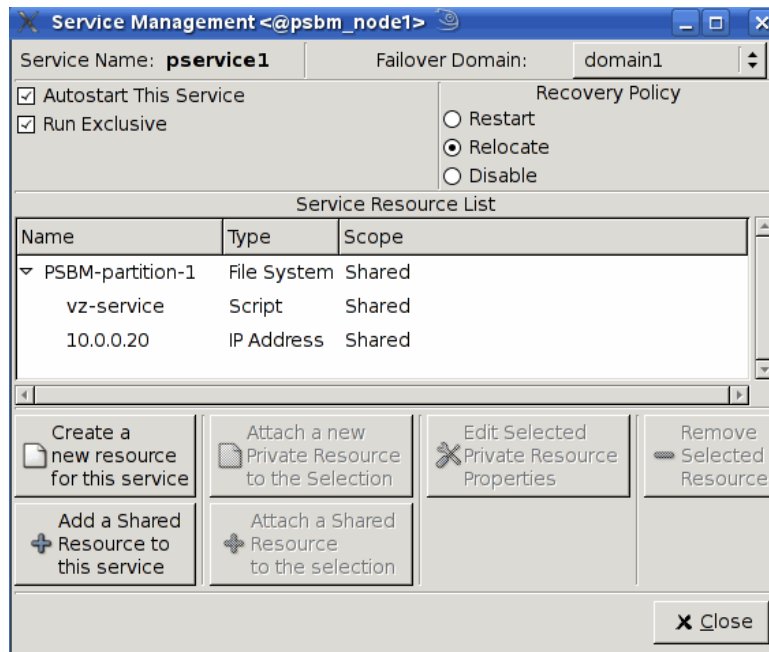 Service Management <@psbm_node1>
Service Name: pservice1 Failover Domain: domain1
Autostart This Service
Run Exclusive
Recovery Policy
Restart
Relocate
Disable
Service Resource List
Name Type Scope
PSBM-partition-1 File System Shared
vz-service Script Shared
10.0.0.20 IP Address Shared
Create a
new resource
for this service
Attach a new
Private Resource
to the Selection
Edit Selected
Private Resource
Properties
Remove
Selected
Resource
Add a Shared
Resource to
this service
Attach a Shared
Resource
to the selection
Close